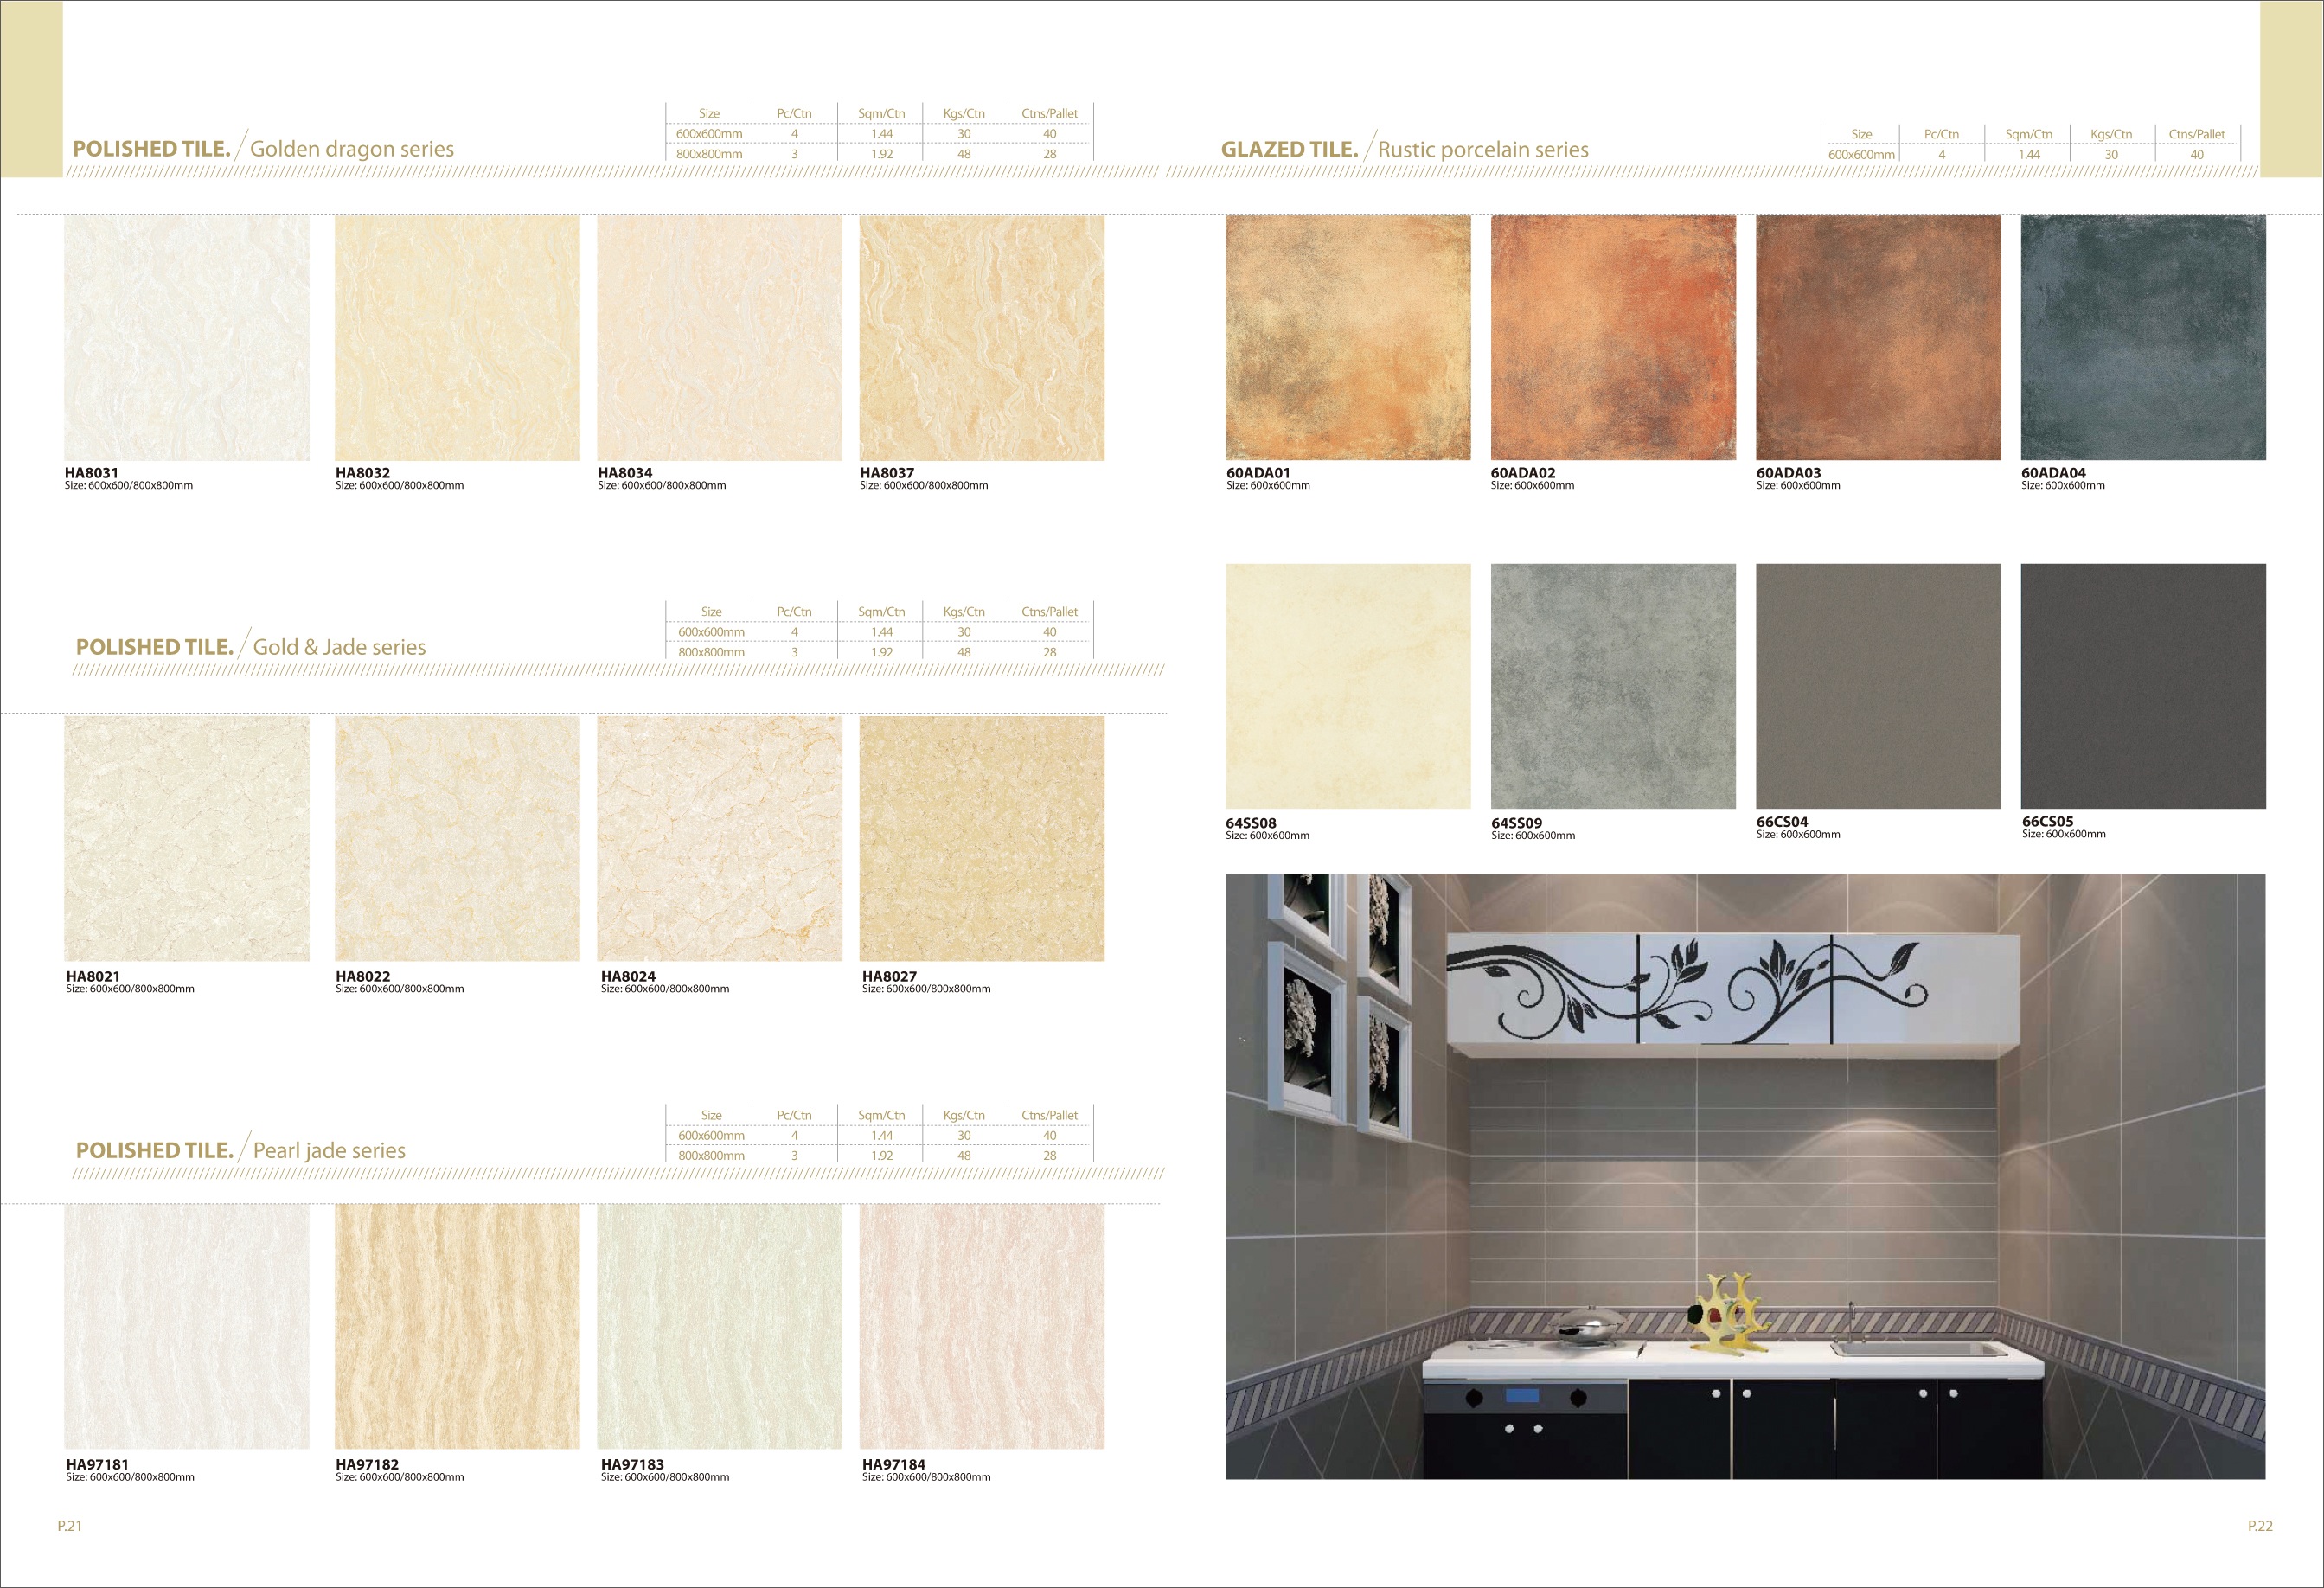 Size Pc/Ctn Sqm/Ctn Kgs/Ctn Ctns/Pallet
600x600mm 4 1.44 30 40
800x800mm 3 1.92 48 28
POLISHED TILE. / Golden dragon series
HA8031 HA8032 HA8034 HA8037
Size: 600x600/800x800mm Size: 600x600/800x800mm Size: 600x600/800x800mm Size: 600x600/800x800mm
Size Pc/Ctn Sqm/Ctn Kgs/Ctn Ctns/Pallet
600x600mm 4 1.44 30 40
800x800mm 3 1.92 48 28
POLISHED TILE. / Gold & Jade series
HA8021 HA8022 HA8024 HA8027
Size: 600x600/800x800mm Size: 600x600/800x800mm Size: 600x600/800x800mm Size: 600x600/800x800mm
Size Pc/Ctn Sqm/Ctn Kgs/Ctn Ctns/Pallet
600x600mm 4 1.44 30 40
800x800mm 3 1.92 48 28
POLISHED TILE. / Pearl jade series
HA97181 HA97182 HA97183 HA97184
Size: 600x600/800x800mm Size: 600x600/800x800mm Size: 600x600/800x800mm Size: 600x600/800x800mm
P.21
Size Pc/Ctn Sqm/Ctn Kgs/Ctn Ctns/Pallet
600x600mm 4 1.44 30 40
GLAZED TILE. / Rustic porcelain series
60ADA01 60ADA02 60ADA03 60ADA04
Size: 600x600mm Size: 600x600mm Size: 600x600mm Size: 600x600mm
64SS08 64SS09 66CS04 66CS05
Size: 600x600mm Size: 600x600mm Size: 600x600mm Size: 600x600mm
P.22